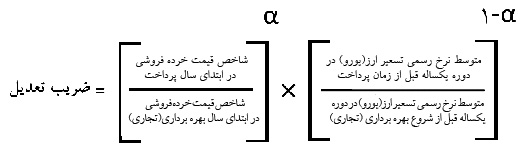 α ۱-α
ضریب تعدیل =
شاخص قیمت خرده فروشی
در ابتدای سال پرداخت
شاخص قیمت خرده فروشی
در ابتدای سال بهره برداری (تجاری)
×
متوسط نرخ رسمی تسعیر ارز (یورو) در
دوره یکساله قبل از زمان پرداخت
متوسط نرخ رسمی تسعیر ارز (یورو) در دوره
یکساله قبل از شروع بهره برداری (تجاری)